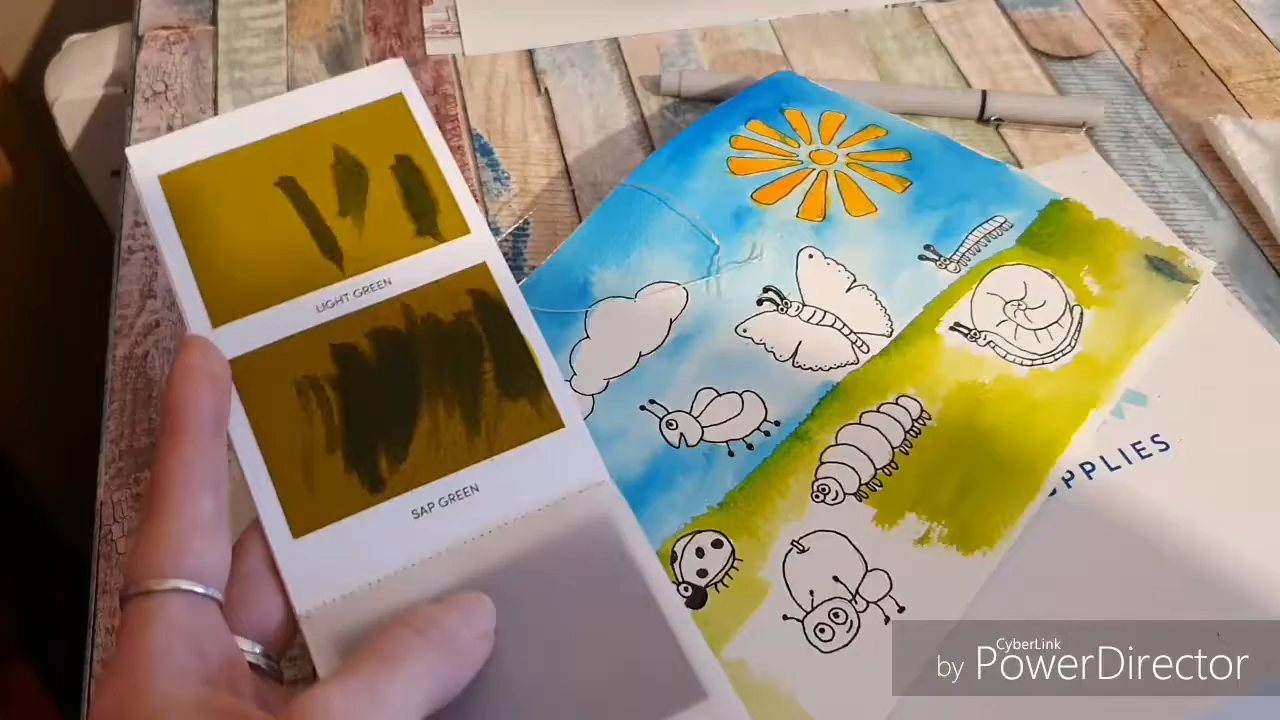 LIGHT GREEN
SAP GREEN
PPLIES
CyberLink
by PowerDirector